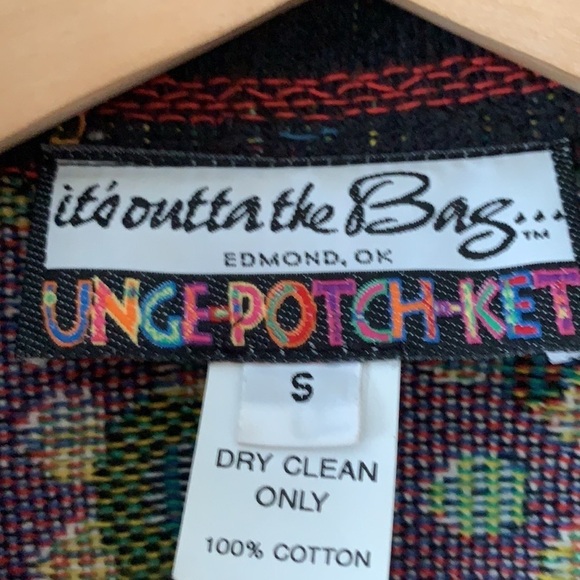 it's outta the Bag...™
EDMOND, OK
UNGE-POTCH-KET
S
DRY CLEAN
ONLY
100% COTTON